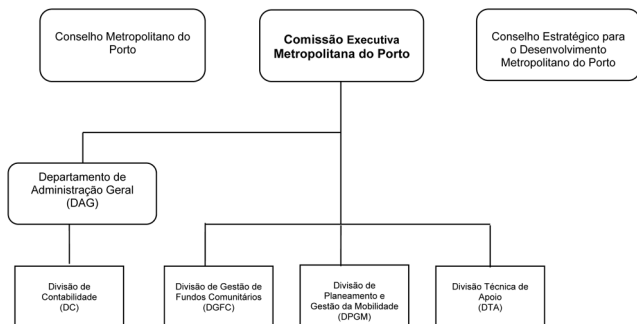 Conselho Metropolitano do
Porto
Comissão Executiva
Metropolitana do Porto
Conselho Estratégico para
o Desenvolvimento
Metropolitano do Porto
Departamento de
Administração Geral
(DAG)
Divisão de
Contabilidade
(DC)
Divisão de Gestão de
Fundos Comunitários
(DGFC)
Divisão de
Planeamento e
Gestão da Mobilidade
(DPGM)
Divisão Técnica de
Apoio
(DTA)